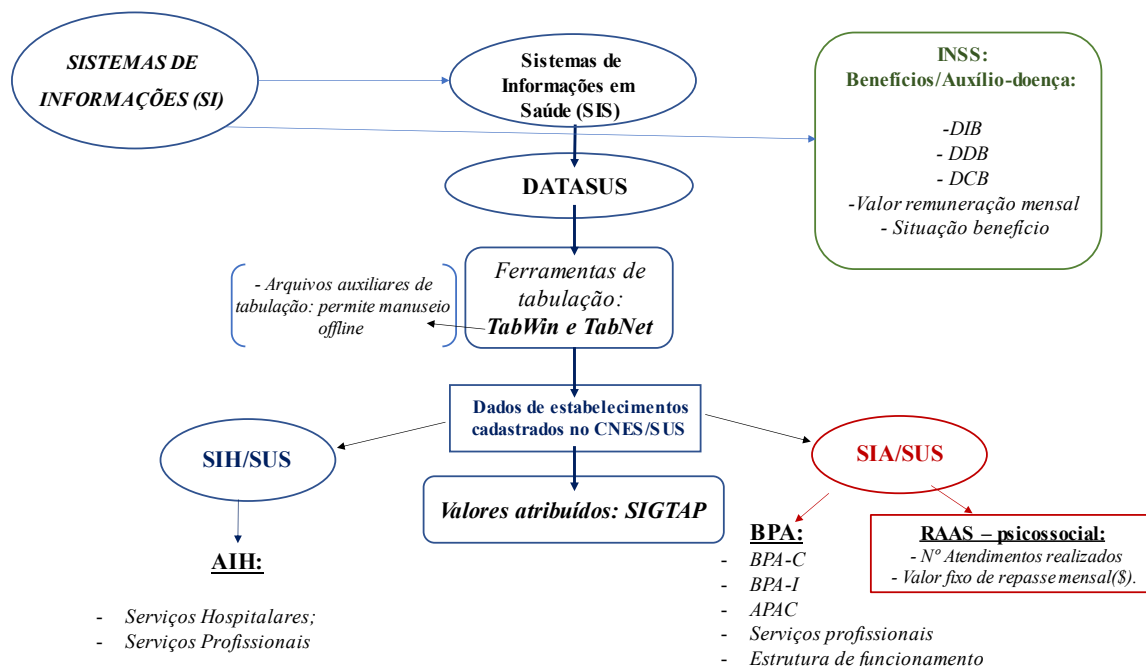 SISTEMAS DE
INFORMAÇÕES (SI)
Sistemas de
Informações em
Saúde (SIS)
INSS:
Benefícios/Auxílio-doença:
-DIB
- DDB
- DCB
-Valor remuneração mensal
- Situação benefício
DATASUS
- Arquivos auxiliares de
tabulação: permite manuseio
offline
Ferramentas de
tabulação:
TabWin e TabNet
Dados de estabelecimentos
cadastrados no CNES/SUS
SIH/SUS
SIA/SUS
Valores atribuídos: SIGTAP
AIH:
- Serviços Hospitalares;
- Serviços Profissionais
BPA:
- BPA-C
- BPA-I
- APAC
- Serviços profissionais
- Estrutura de funcionamento
RAAS – psicossocial:
- Nº Atendimentos realizados
- Valor fixo de repasse mensal($).